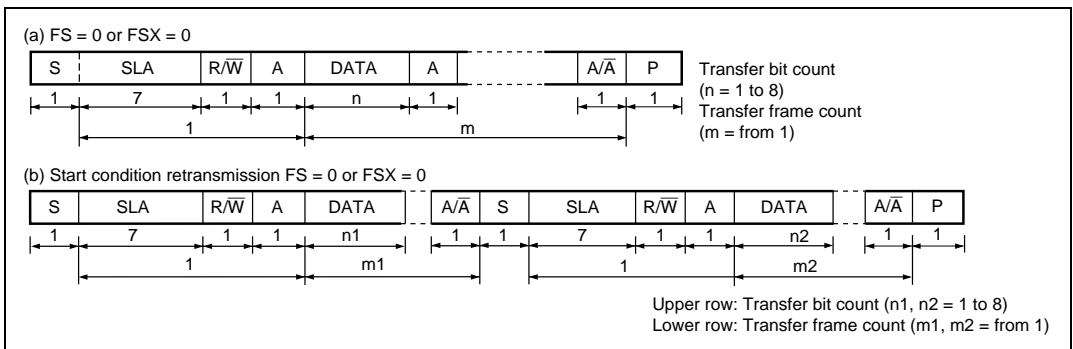 (a) FS = 0 or FSX = 0
S SLA R/W̅ A DATA A A/A̅ P
1 7 1 1 n 1 1 1
1 m
Transfer bit count
(n = 1 to 8)
Transfer frame count
(m = from 1)
(b) Start condition retransmission FS = 0 or FSX = 0
S SLA R/W̅ A DATA A/A̅ S SLA R/W̅ A DATA A/A̅ P
1 7 1 1 n1 1 1 7 1 1 n2 1 1
1 m1 1 m2
Upper row: Transfer bit count (n1, n2 = 1 to 8)
Lower row: Transfer frame count (m1, m2 = from 1)